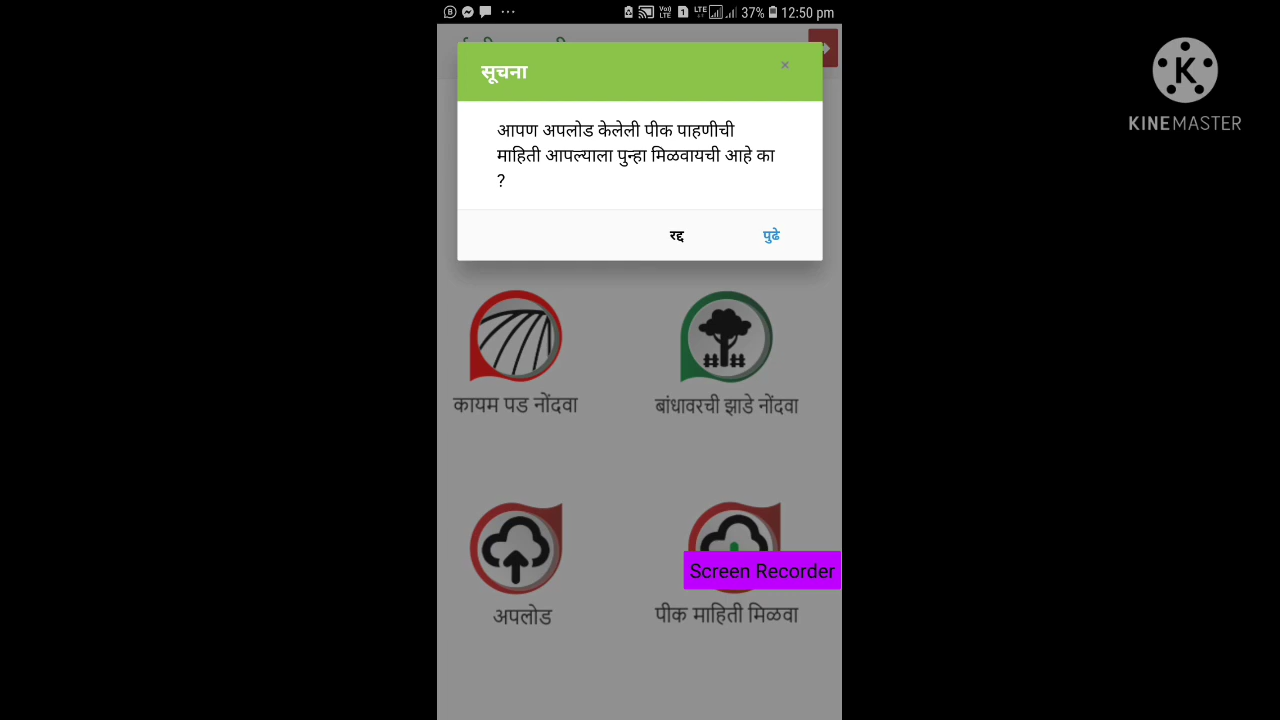 37% 12:50 pm
सूचना
×
आपण अपलोड केलेली पीक पाहणीची
माहिती आपल्याला पुन्हा मिळवायची आहे का
?
रद्द पुढे
कायम पड नोंदवा बांधावरची झाडे नोंदवा
Screen Recorder
अपलोड पीक माहिती मिळवा
K
KINEMASTER